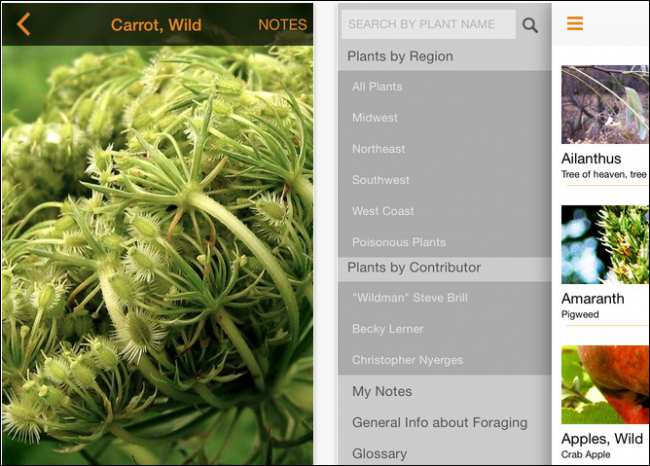 Carrot, Wild
NOTES
SEARCH BY PLANT NAME
Plants by Region
All Plants
Midwest
Northeast
Southwest
West Coast
Poisonous Plants
Plants by Contributor
"Wildman" Steve Brill
Becky Lerner
Christopher Nyerges
My Notes
General Info about Foraging
Glossary
Ailanthus
Tree of heaven, tree
Amaranth
Pigweed
Apples, Wild
Crab Apple